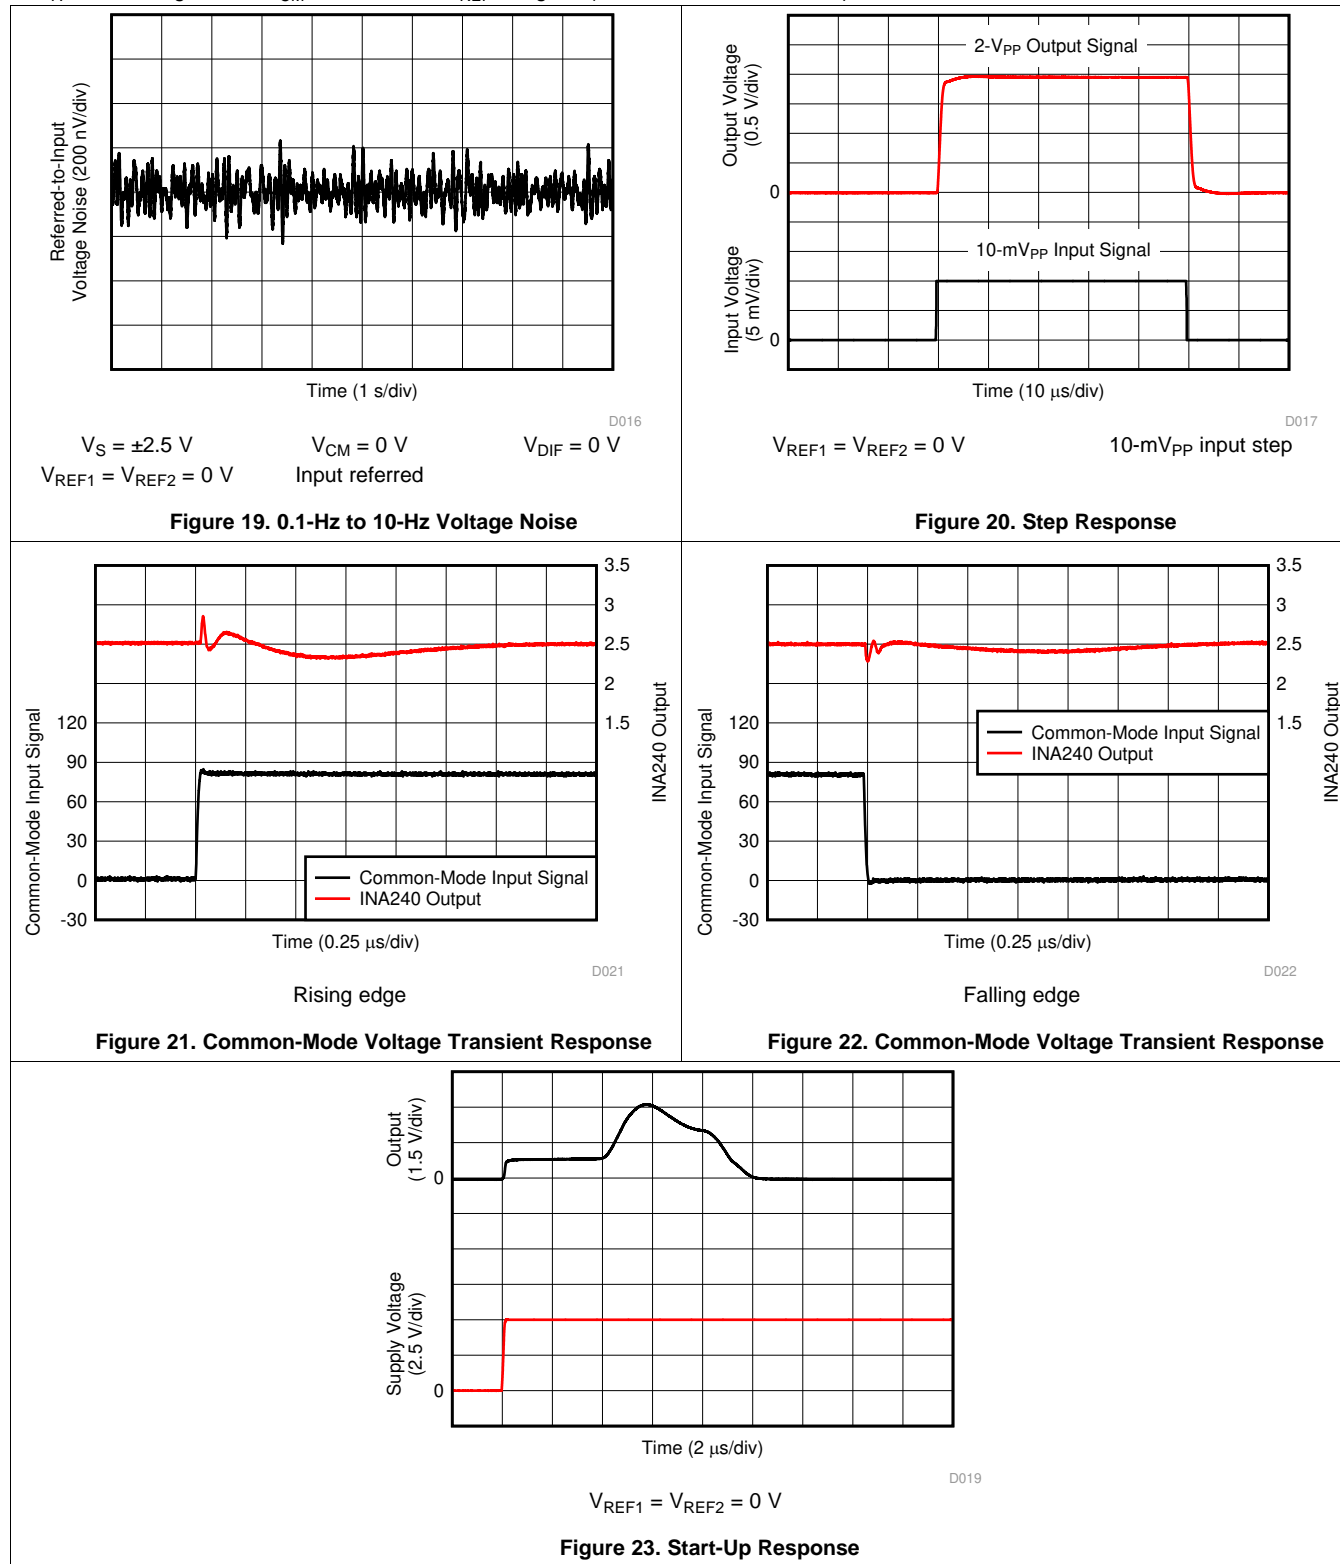 Referred-to-Input
Voltage Noise (200 nV/div)
Time (1 s/div)
D016
VS = ±2.5 V VCM = 0 V VDIF = 0 V
VREF1 = VREF2 = 0 V Input referred
Figure 19. 0.1-Hz to 10-Hz Voltage Noise
Output Voltage
(0.5 V/div)
2-VPP Output Signal
0
10-mVPP Input Signal
Input Voltage
(5 mV/div)
0
Time (10 μs/div)
D017
VREF1 = VREF2 = 0 V 10-mVPP input step
Figure 20. Step Response
Common-Mode Input Signal
120
90
60
30
0
-30
3.5
3
2.5
2
1.5
INA240 Output
Common-Mode Input Signal
INA240 Output
Time (0.25 μs/div)
D021
Rising edge
Figure 21. Common-Mode Voltage Transient Response
Common-Mode Input Signal
120
90
60
30
0
-30
3.5
3
2.5
2
1.5
INA240 Output
Common-Mode Input Signal
INA240 Output
Time (0.25 μs/div)
D022
Falling edge
Figure 22. Common-Mode Voltage Transient Response
Output
(1.5 V/div)
0
Supply Voltage
(2.5 V/div)
0
Time (2 μs/div)
D019
VREF1 = VREF2 = 0 V
Figure 23. Start-Up Response